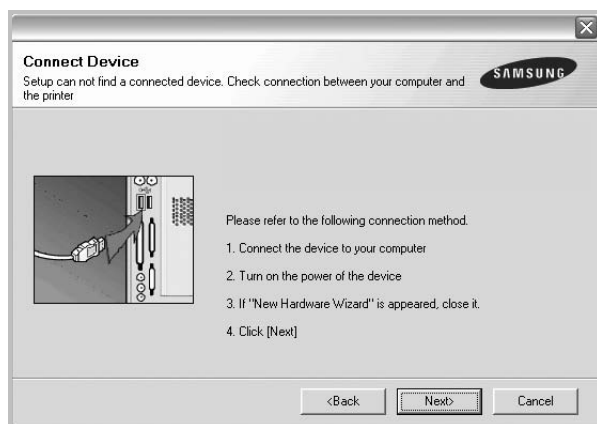 Connect Device
Setup can not find a connected device. Check connection between your computer and
the printer
SAMSUNG
Please refer to the following connection method.
1. Connect the device to your computer
2. Turn on the power of the device
3. If "New Hardware Wizard" is appeared, close it.
4. Click [Next]
<Back Next> Cancel